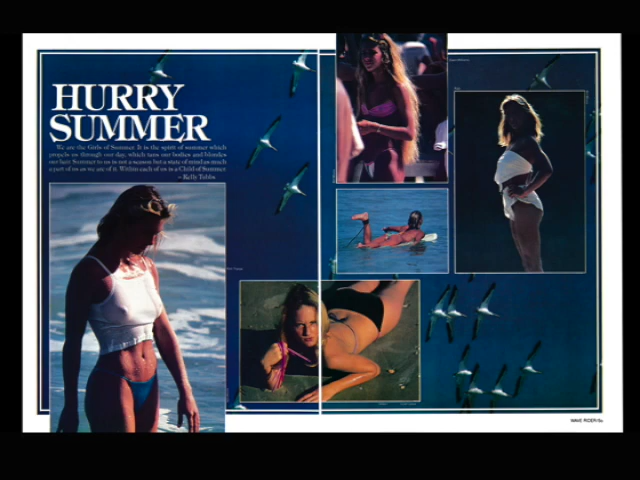 HURRY
SUMMER
We are the Girls of Summer. It is the spirit of summer which
propels us through our day, which tans our bodies and blondes
our hair. Summer to us is not a season but a state of mind as much
a part of us as we are of it. Within each of us is a Child of Summer.
~ Kelly Tubbs